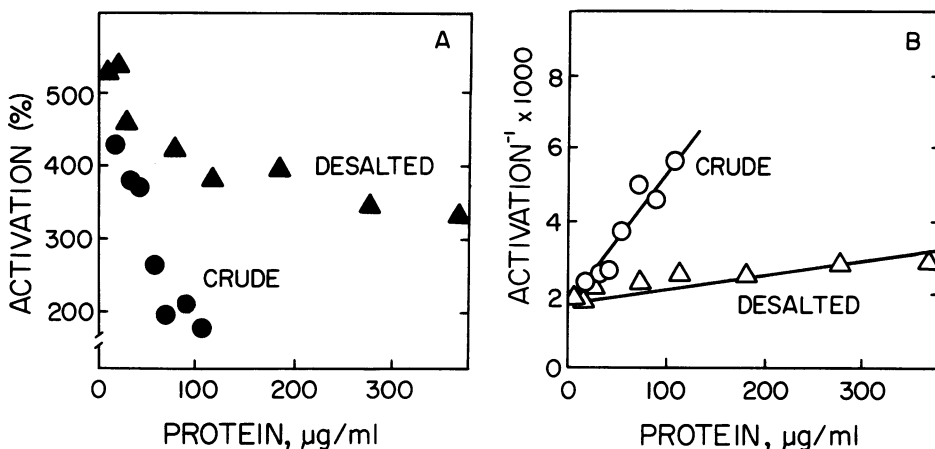 A
ACTIVATION (%)
500
400
300
200
DESALTED
CRUDE
0
100
200
300
PROTEIN, μg/ml
B
ACTIVATION⁻¹ x 1000
8
6
4
2
0
CRUDE
DESALTED
0
100
200
300
PROTEIN, μg/ml